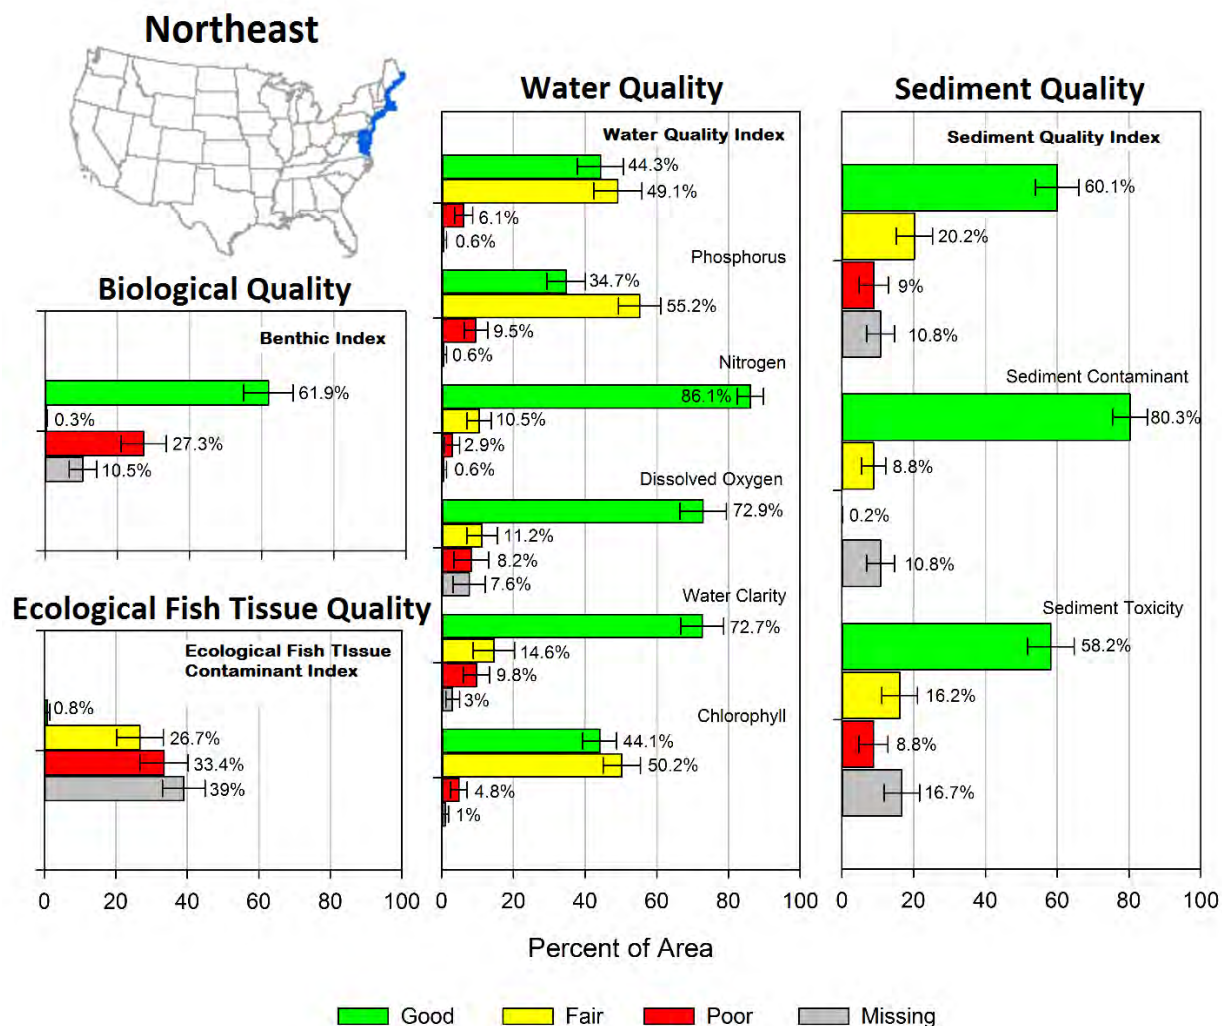 Northeast
Biological Quality
Benthic Index
61.9%
0.3%
27.3%
10.5%
Ecological Fish Tissue Quality
Ecological Fish TIssue
Contaminant Index
0.8%
26.7%
33.4%
39%
0 20 40 60 80 100
Water Quality
Water Quality Index
44.3%
49.1%
6.1%
0.6%
Phosphorus
34.7%
55.2%
9.5%
0.6%
Nitrogen
86.1%
10.5%
2.9%
0.6%
Dissolved Oxygen
72.9%
11.2%
8.2%
7.6%
Water Clarity
72.7%
14.6%
9.8%
3%
Chlorophyll
44.1%
50.2%
4.8%
1%
0 20 40 60 80 100
Sediment Quality
Sediment Quality Index
60.1%
20.2%
9%
10.8%
Sediment Contaminant
80.3%
8.8%
0.2%
10.8%
Sediment Toxicity
58.2%
16.2%
8.8%
16.7%
0 20 40 60 80 100
Percent of Area
Good Fair Poor Missing